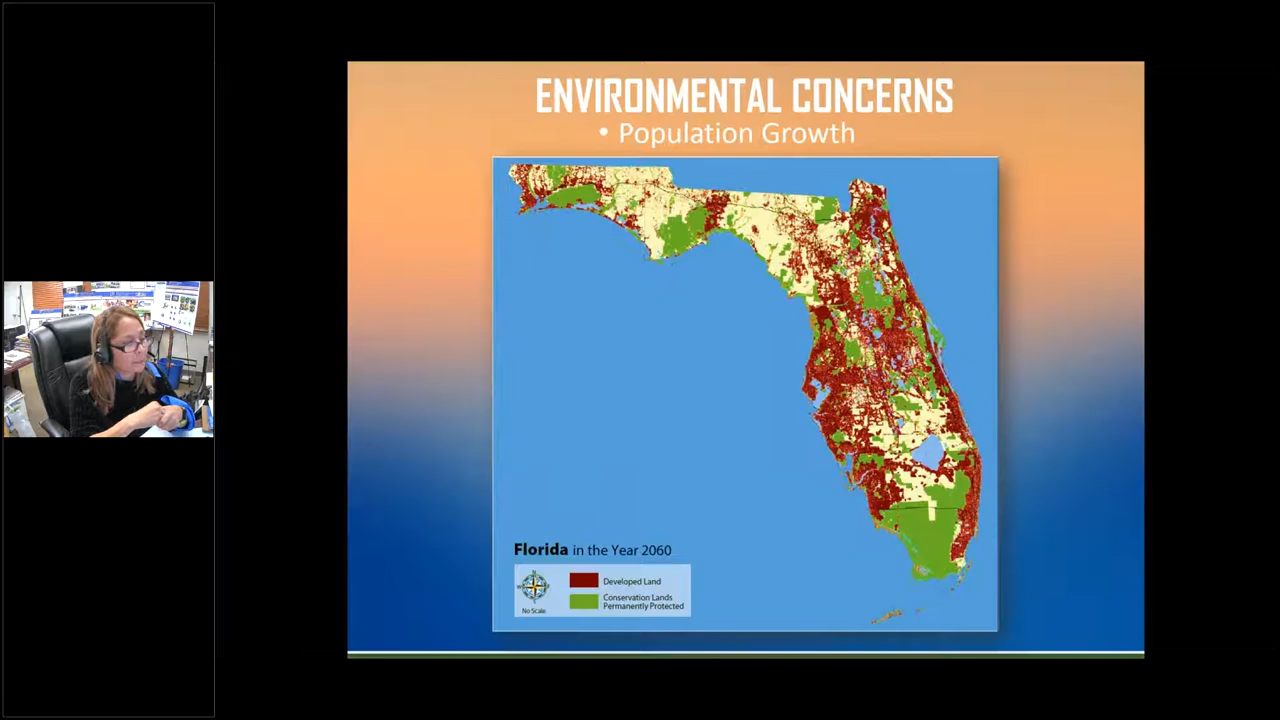 ENVIRONMENTAL CONCERNS
• Population Growth
Florida in the Year 2060
No Scale
Developed Land
Conservation Lands
Permanently Protected